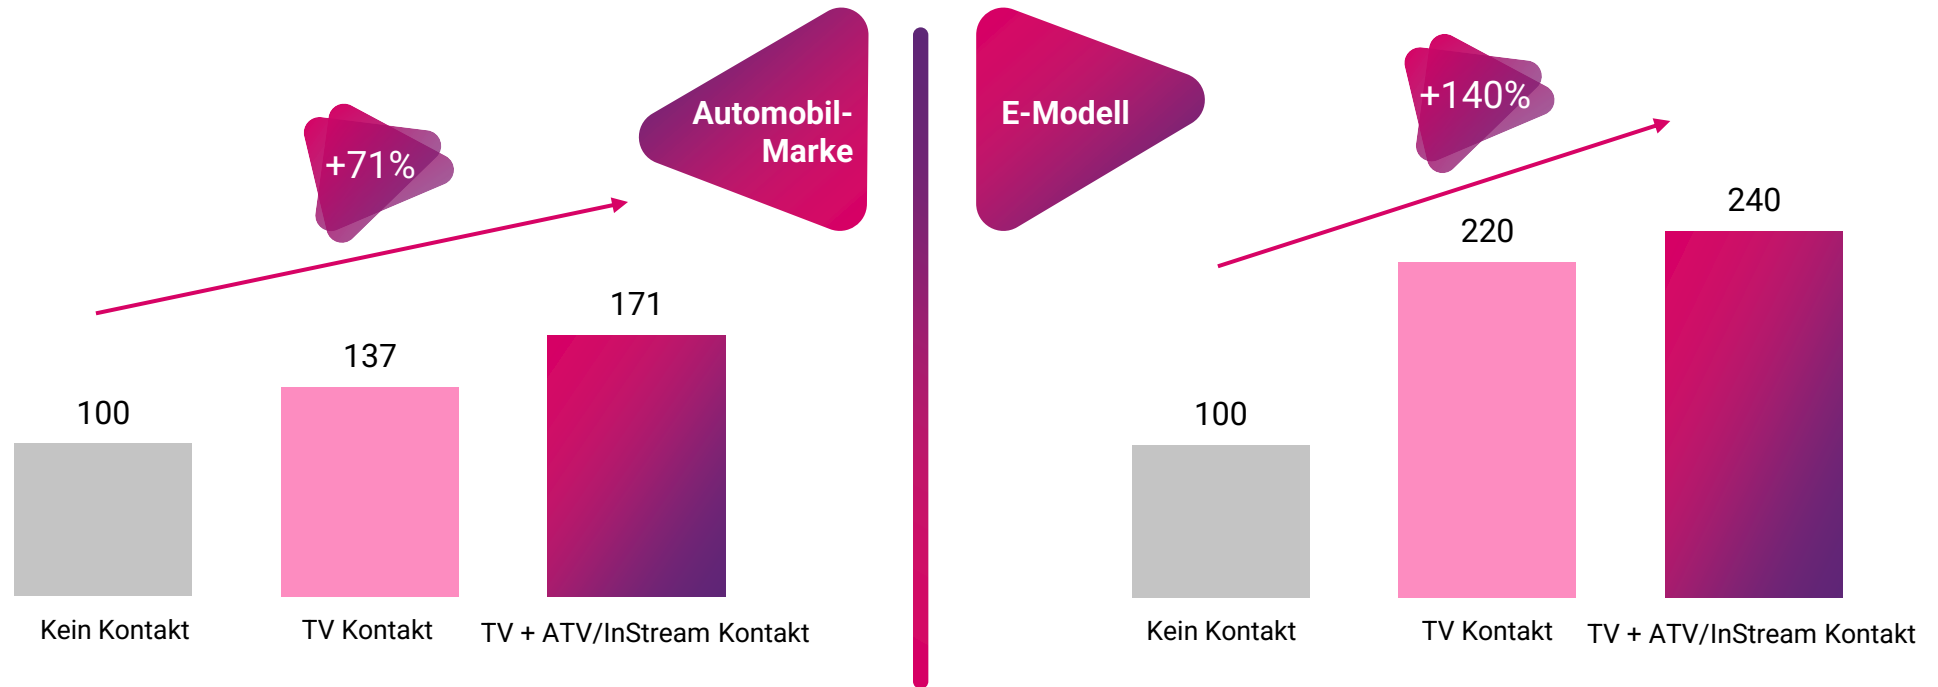 Automobil-
Marke
+71%
171
137
100
Kein Kontakt
TV Kontakt
TV + ATV/InStream Kontakt
E-Modell
+140%
240
220
100
Kein Kontakt
TV Kontakt
TV + ATV/InStream Kontakt